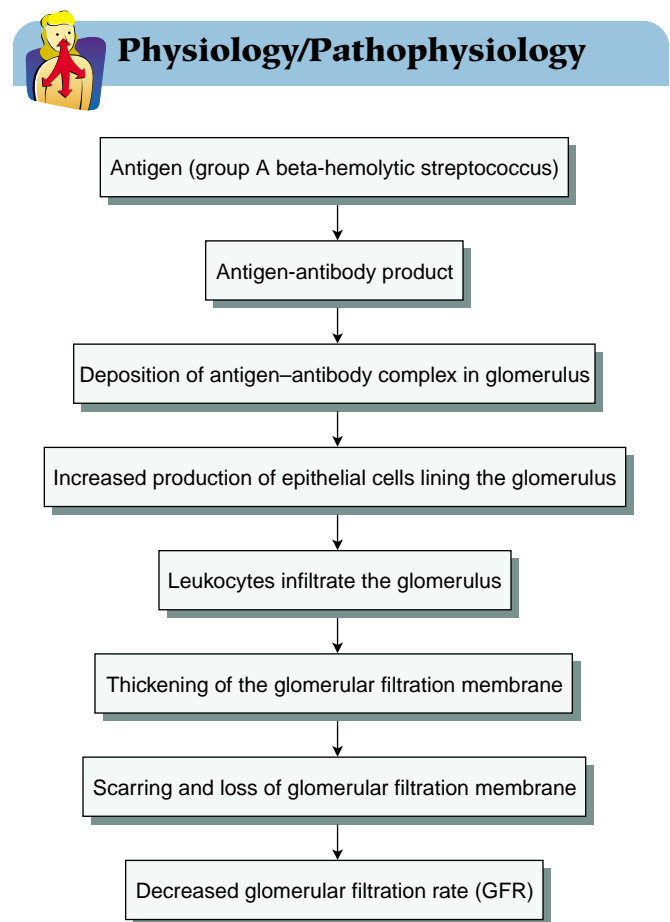 Physiology/Pathophysiology
Antigen (group A beta-hemolytic streptococcus)
Antigen-antibody product
Deposition of antigen–antibody complex in glomerulus
Increased production of epithelial cells lining the glomerulus
Leukocytes infiltrate the glomerulus
Thickening of the glomerular filtration membrane
Scarring and loss of glomerular filtration membrane
Decreased glomerular filtration rate (GFR)